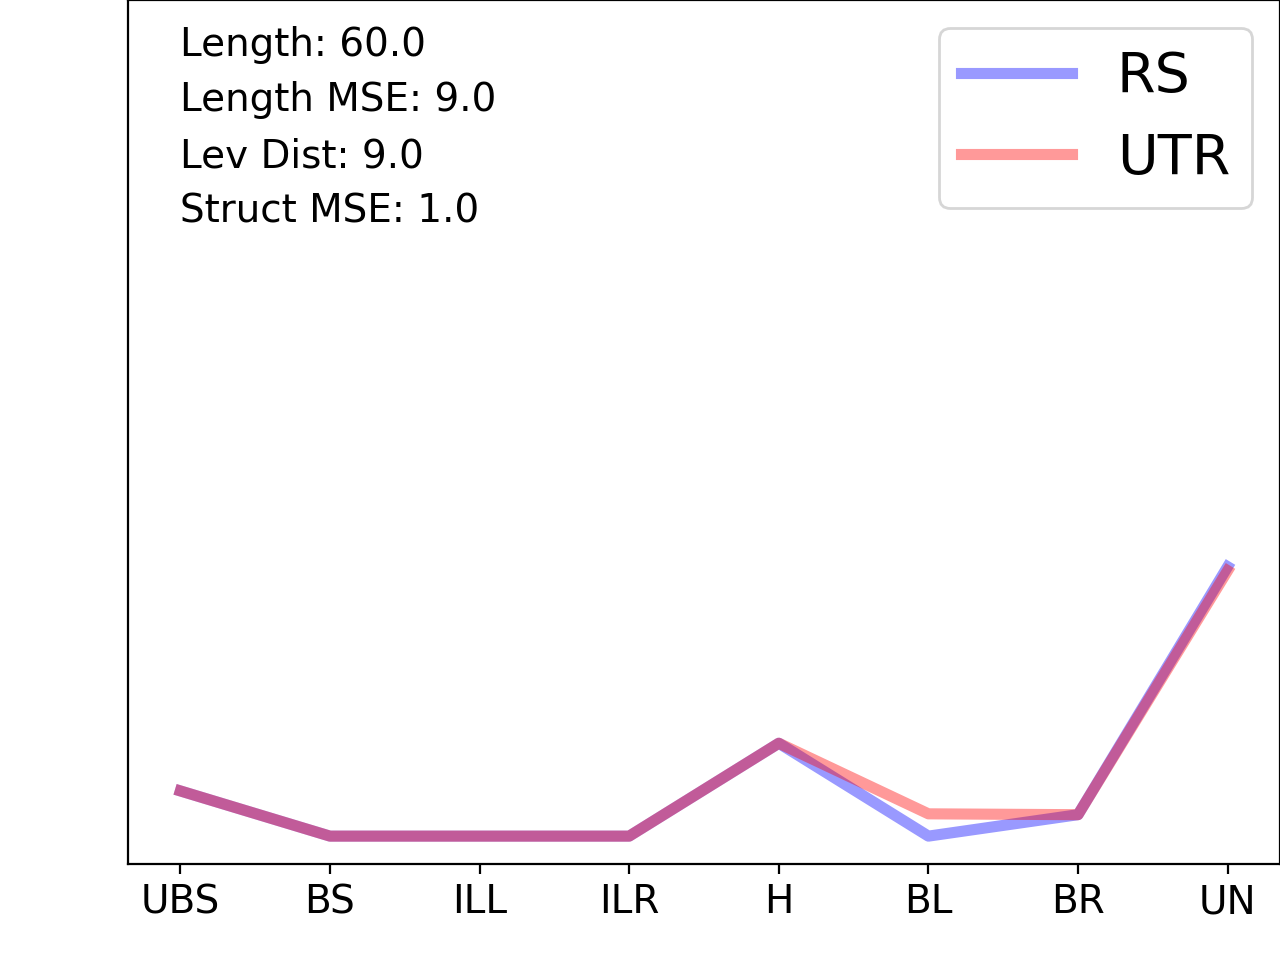 Length: 60.0
Length MSE: 9.0
Lev Dist: 9.0
Struct MSE: 1.0
RS
UTR
UBS BS ILL ILR H BL BR UN